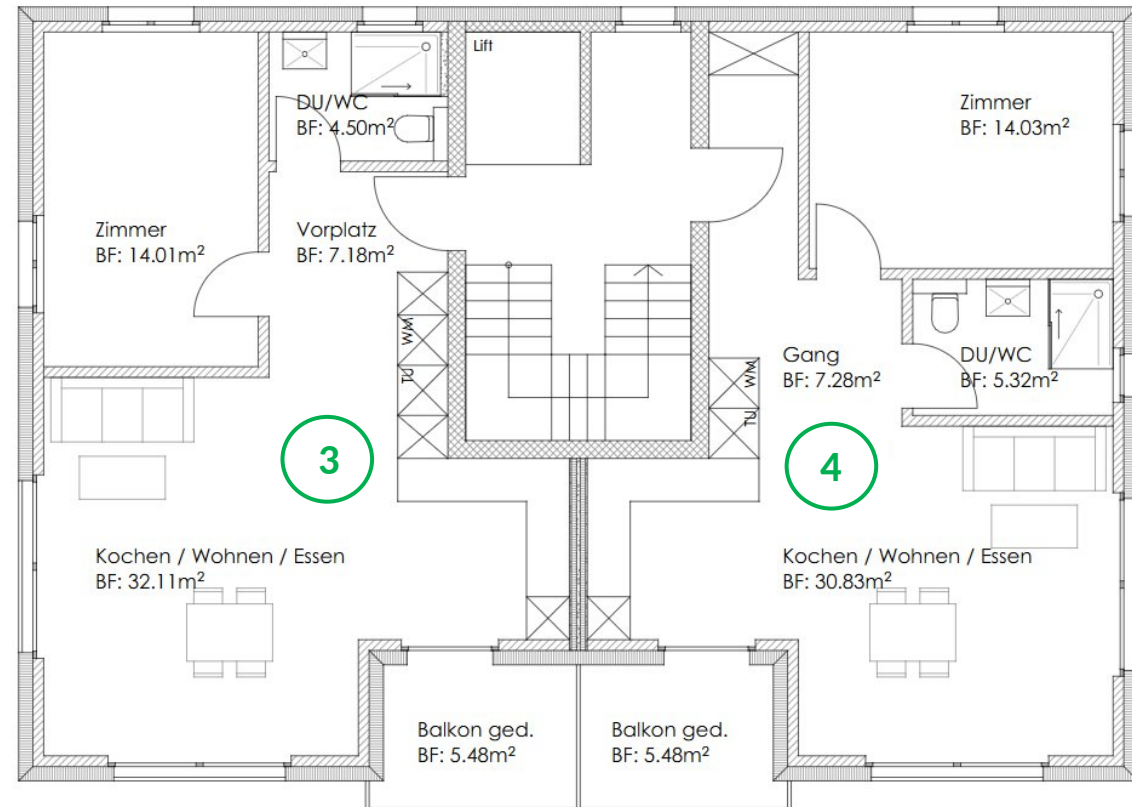 Lift
DU/WC
BF: 4.50m²
Zimmer
BF: 14.03m²
Zimmer
BF: 14.01m²
Vorplatz
BF: 7.18m²
WM
TU
Gang
BF: 7.28m²
DU/WC
BF: 5.32m²
WM
TU
3
4
Kochen / Wohnen / Essen
BF: 32.11m²
Kochen / Wohnen / Essen
BF: 30.83m²
Balkon ged.
BF: 5.48m²
Balkon ged.
BF: 5.48m²